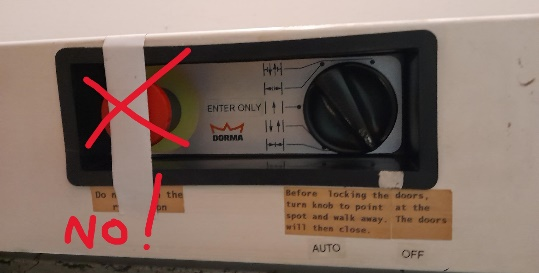 ENTER ONLY
DORMA
Do n the
on
NO!
Before locking the doors,
turn knob to point at the
spot and walk away. The doors
will then close.
AUTO OFF